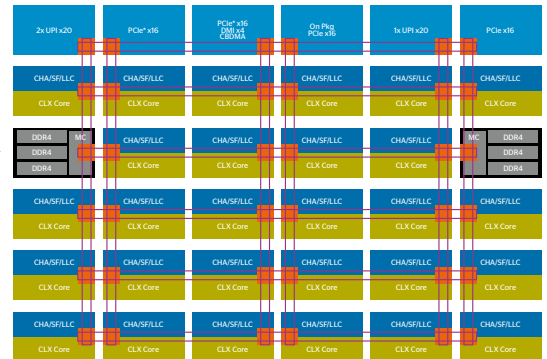 2x UPI x20
PCIe* x16
PCIe* x16
DMI x4
CBDMA
On Pkg
PCIe x16
1x UPI x20
PCIe x16
CHA/SF/LLC CHA/SF/LLC CHA/SF/LLC CHA/SF/LLC CHA/SF/LLC CHA/SF/LLC
CLX Core CLX Core CLX Core CLX Core CLX Core CLX Core
DDR4 MC CHA/SF/LLC CHA/SF/LLC CHA/SF/LLC CHA/SF/LLC MC DDR4
DDR4 DDR4
DDR4 CLX Core CLX Core CLX Core CLX Core DDR4
CHA/SF/LLC CHA/SF/LLC CHA/SF/LLC CHA/SF/LLC CHA/SF/LLC CHA/SF/LLC
CLX Core CLX Core CLX Core CLX Core CLX Core CLX Core
CHA/SF/LLC CHA/SF/LLC CHA/SF/LLC CHA/SF/LLC CHA/SF/LLC CHA/SF/LLC
CLX Core CLX Core CLX Core CLX Core CLX Core CLX Core
CHA/SF/LLC CHA/SF/LLC CHA/SF/LLC CHA/SF/LLC CHA/SF/LLC CHA/SF/LLC
CLX Core CLX Core CLX Core CLX Core CLX Core CLX Core